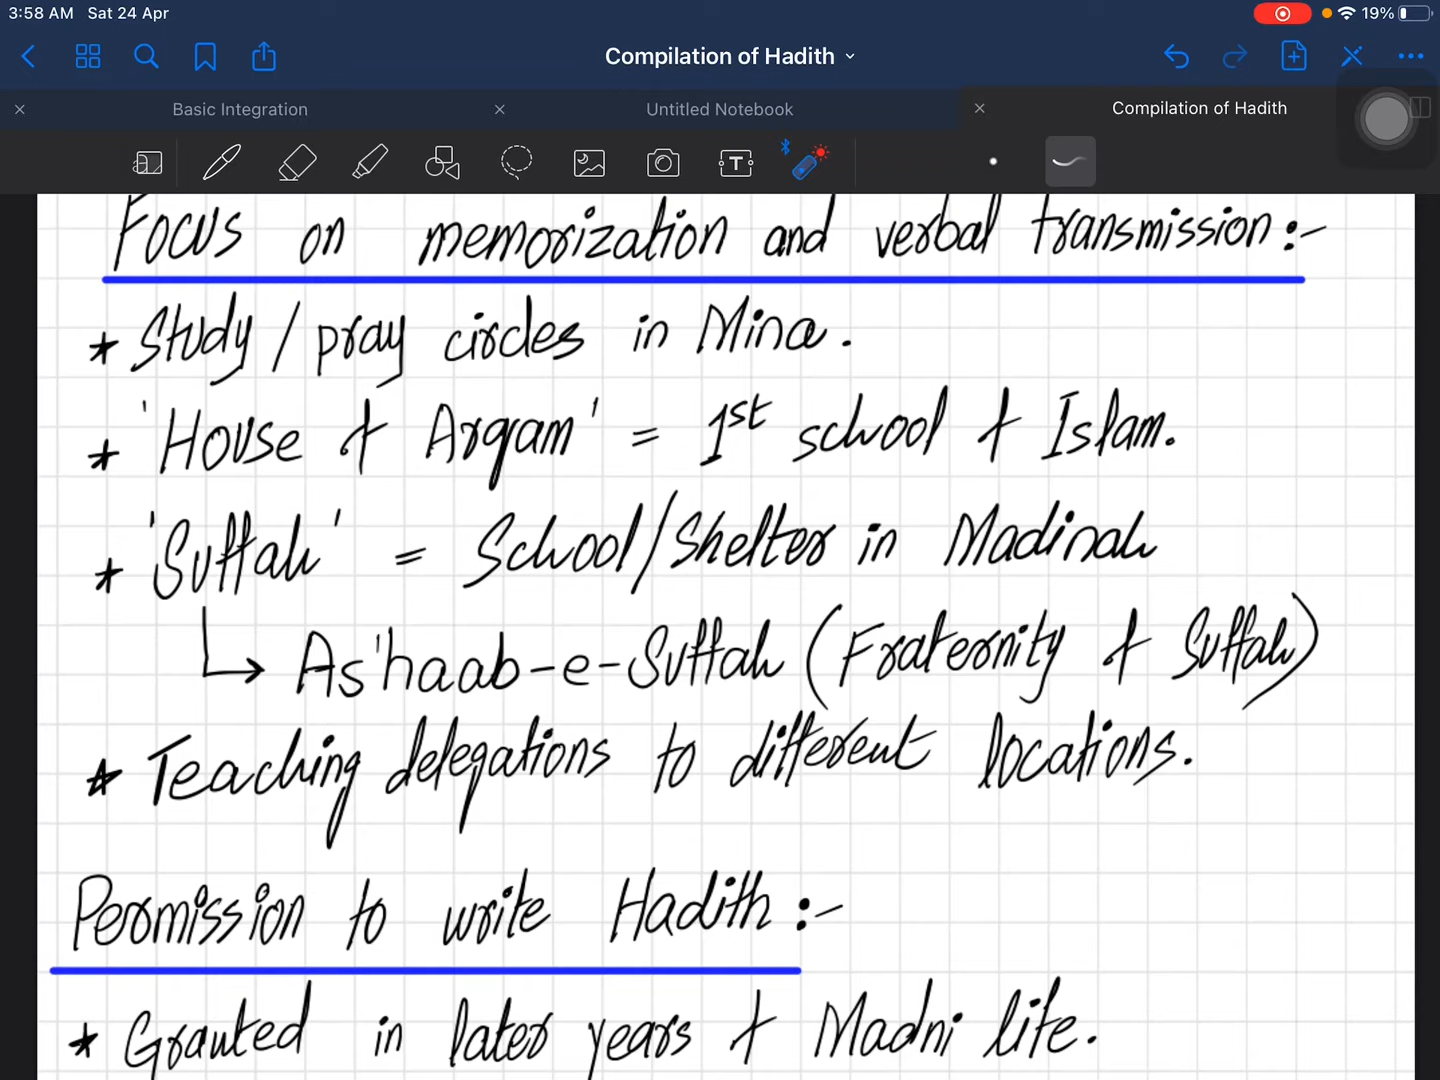 3:58 AM Sat 24 Apr 19%
Compilation of Hadith
Basic Integration Untitled Notebook Compilation of Hadith
T
Focus on memorization and verbal transmission :-
* Study / pray circles in Mina.
* 'House of Arqam' = 1st school of Islam.
* 'Suffah' = School/Shelter in Madinah
↳ As'haab-e-Suffah (Fraternity of Suffah)
* Teaching delegations to different locations.
Permission to write Hadith :-
* Granted in later years of Madni life.